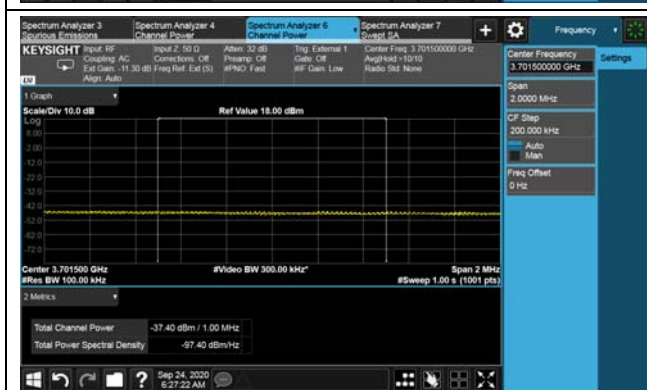 Spectrum Analyzer 3
Spurious Emissions
Spectrum Analyzer 4
Channel Power
Spectrum Analyzer 6
Channel Power
Spectrum Analyzer 7
Swept SA
+
Frequency
KEYSIGHT
Input: RF
Coupling: AC
Ext Gain: -11.30 dB
Align: Auto
Input Z: 50 Ω
Corrections: Off
Freq Ref: Ext (S)
Atten: 32 dB
Preamp: Off
#PNO: Fast
Trig: External 1
Gate: Off
#IF Gain: Low
Center Freq: 3.701500000 GHz
Avg|Hold:>10/10
Radio Std: None
Center Frequency
3.701500000 GHz
Settings
Span
2.0000 MHz
CF Step
200.000 kHz
Auto
Man
Freq Offset
0 Hz
1 Graph
Scale/Div 10.0 dB
Ref Value 18.00 dBm
Log
8.00
-2.00
-12.0
-22.0
-32.0
-42.0
-52.0
-62.0
-72.0
Center 3.701500 GHz
#Video BW 300.00 kHz*
Span 2 MHz
#Res BW 100.00 kHz
#Sweep 1.00 s (1001 pts)
2 Metrics
Total Channel Power -37.40 dBm / 1.00 MHz
Total Power Spectral Density -97.40 dBm/Hz
?
Sep 24, 2020
6:27:22 AM